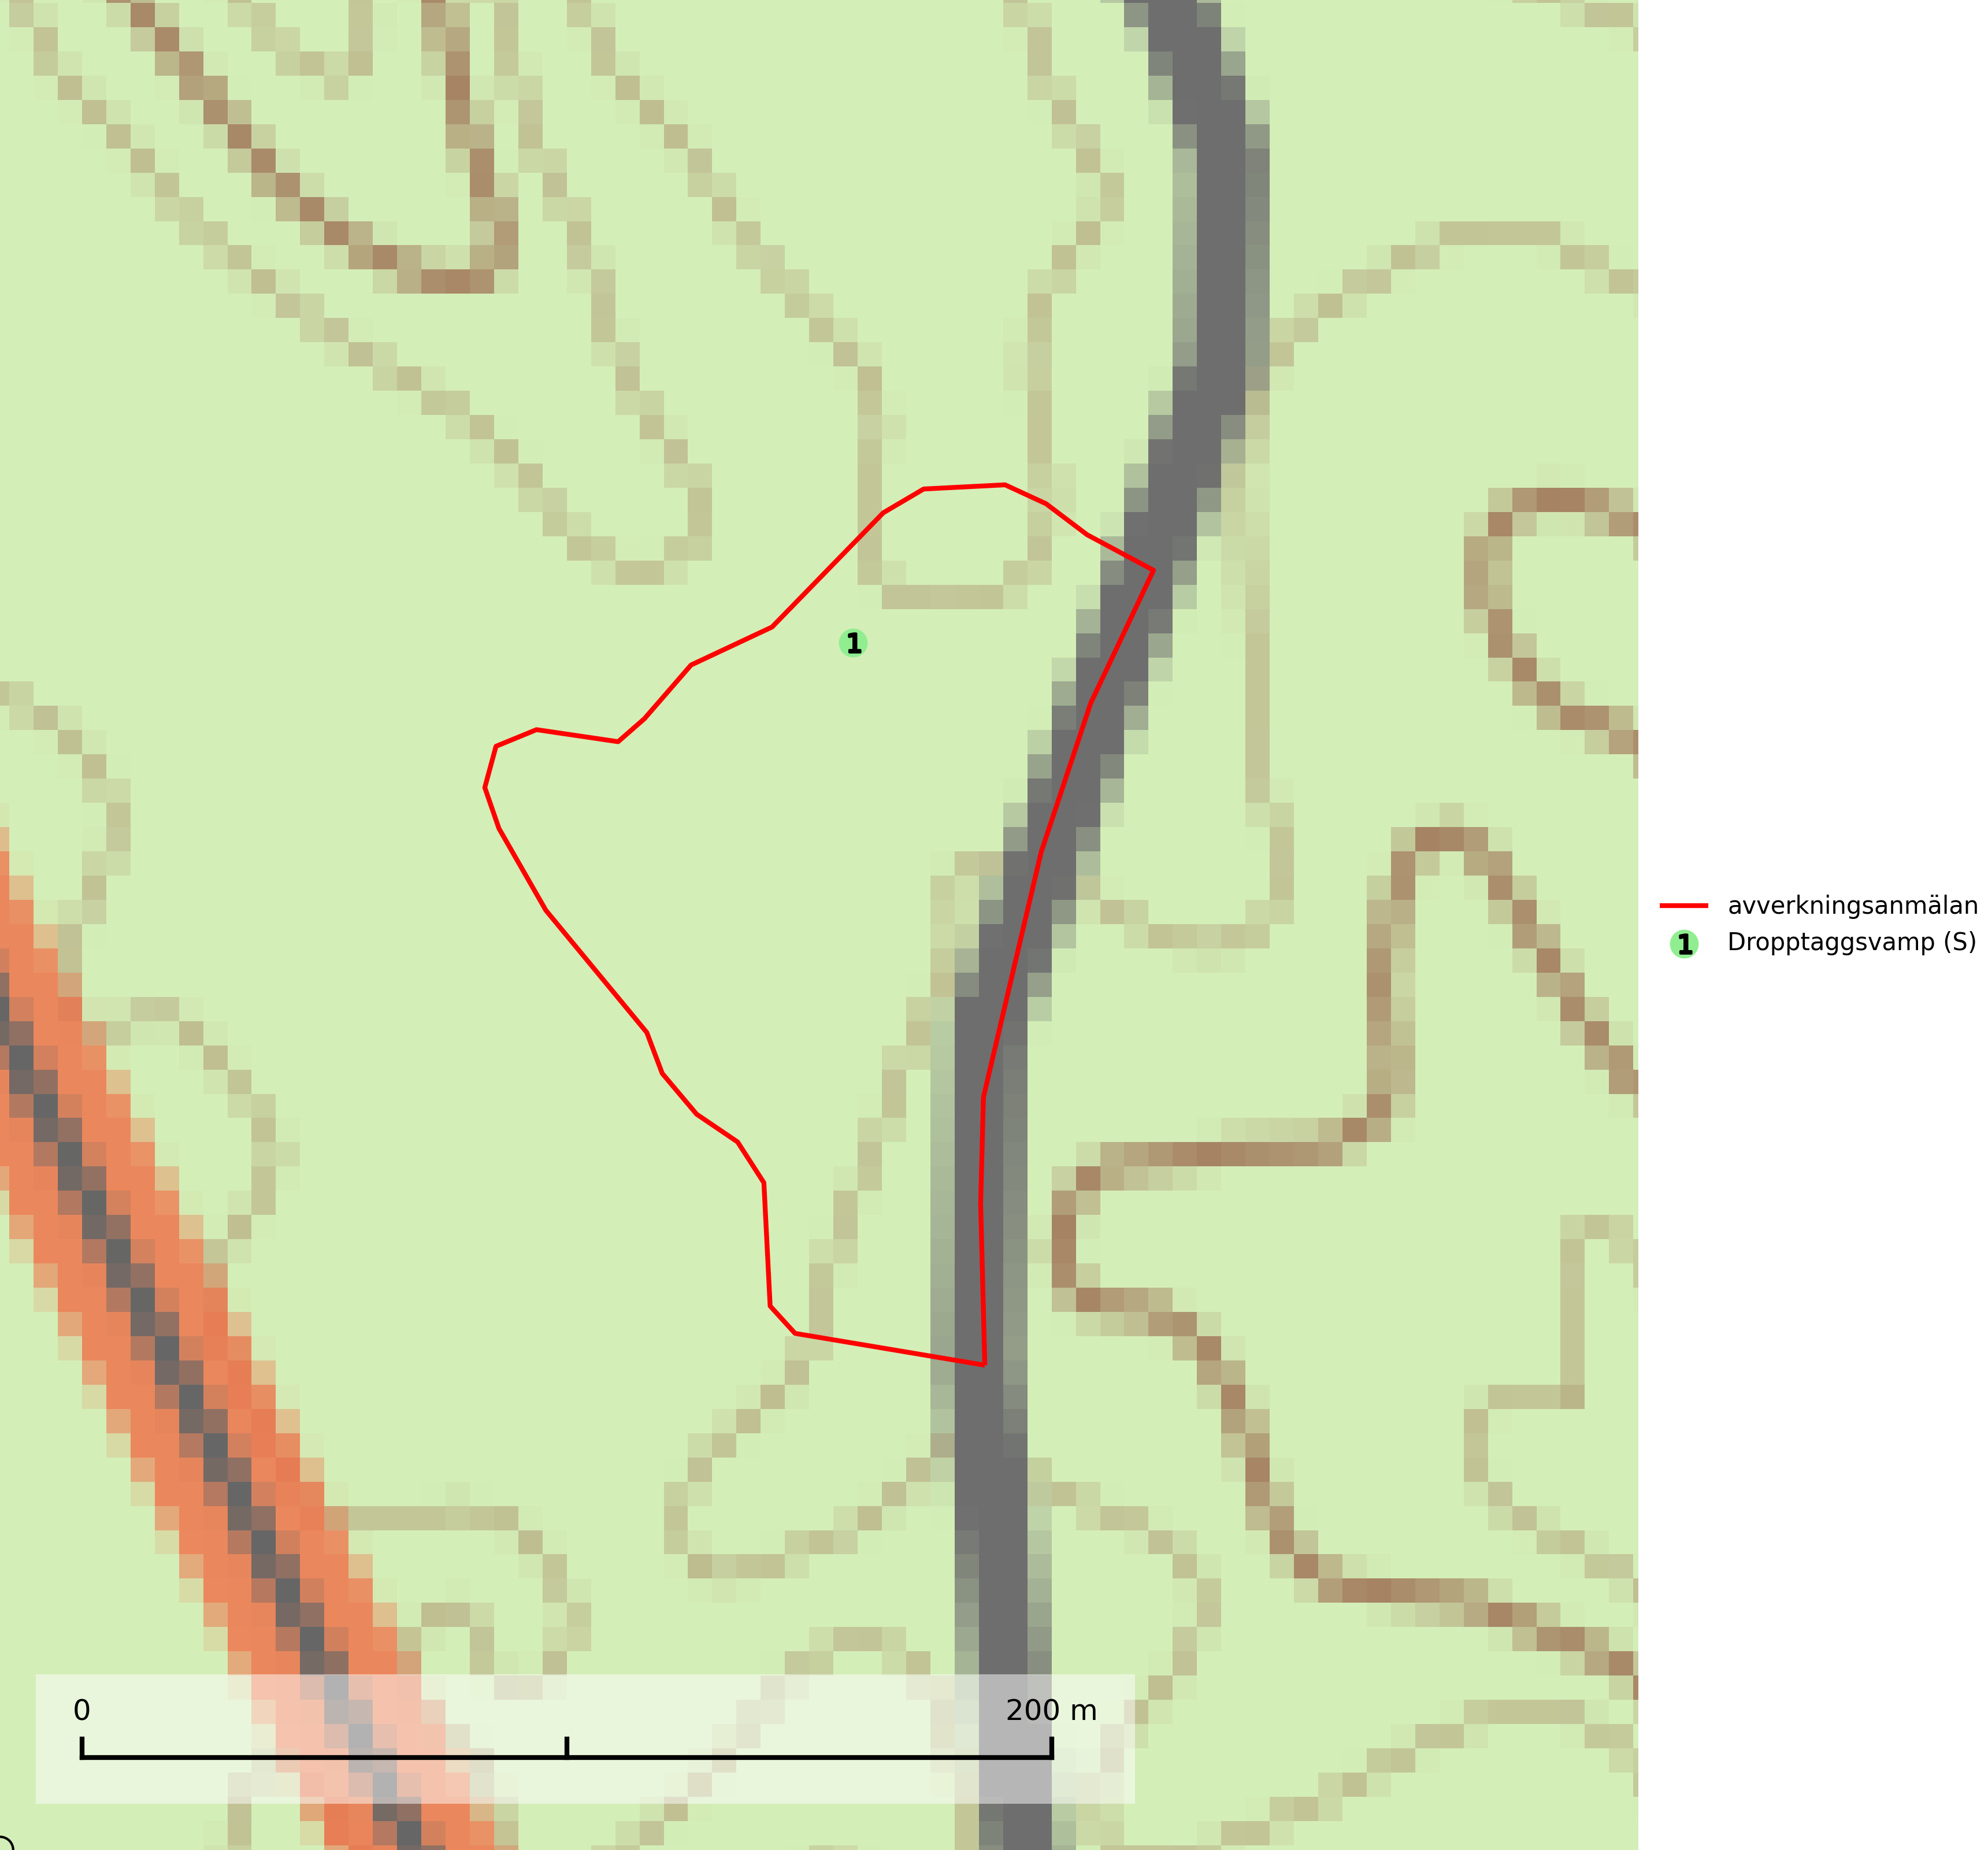 1
avverkningsanmälan
1 Dropptaggsvamp (S)
0 200 m